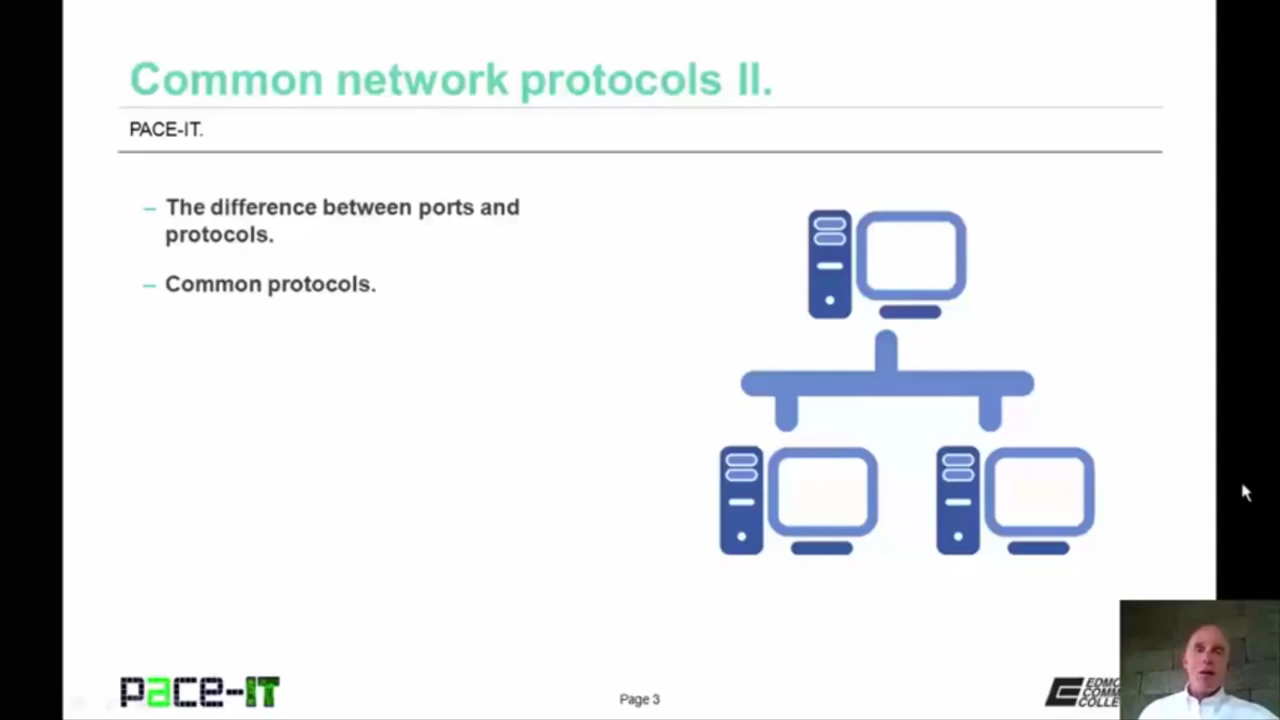 Common network protocols II.
PACE-IT.
– The difference between ports and
protocols.
– Common protocols.
pace-IT
Page 3